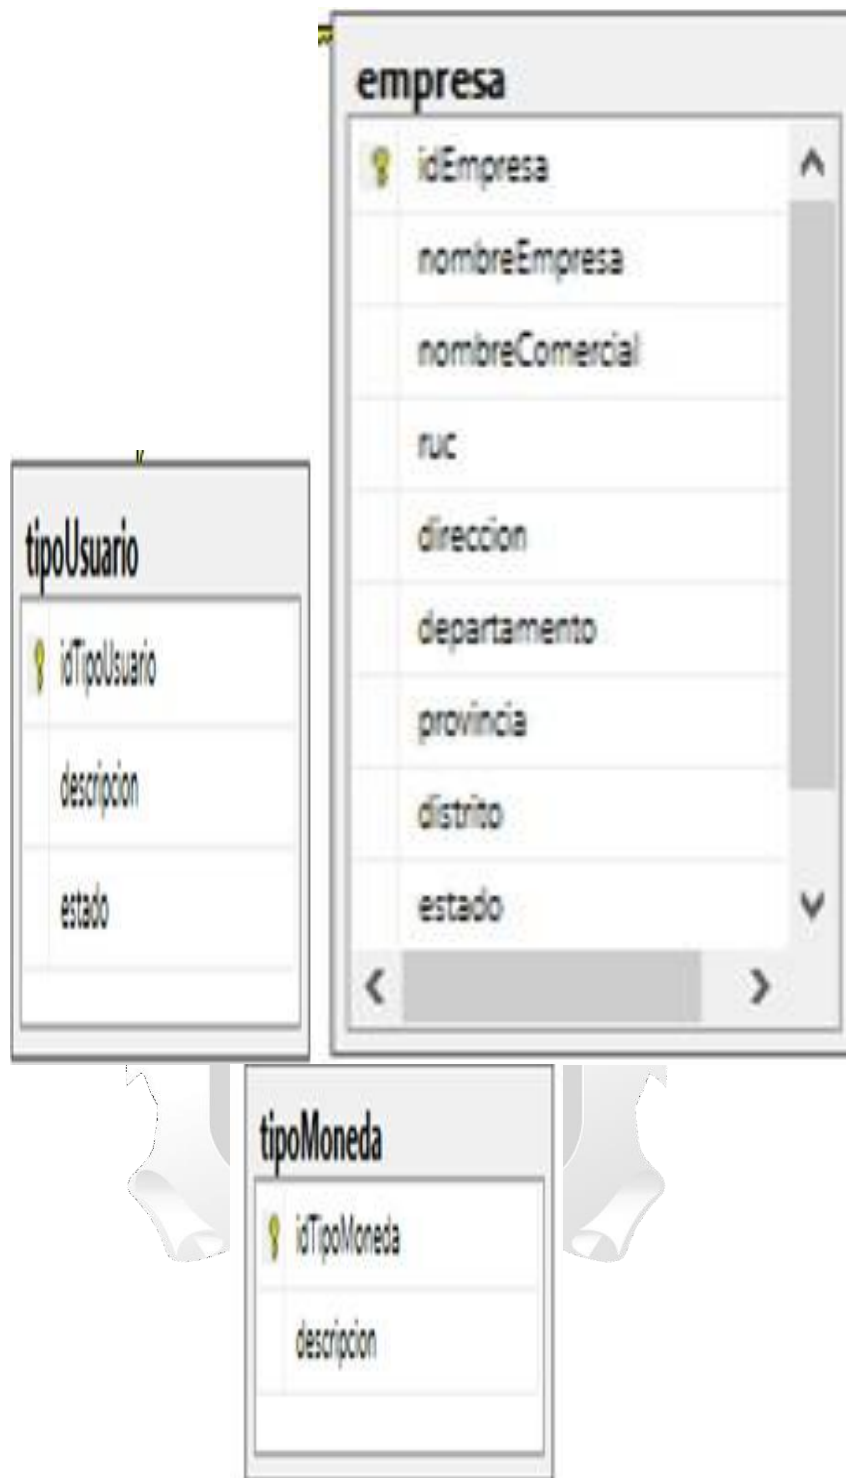 empresa
idEmpresa
nombreEmpresa
nombreComercial
ruc
direccion
departamento
provincia
distrito
estado
tipoUsuario
idTipoUsuario
descripcion
estado
tipoMoneda
idTipoMoneda
descripcion